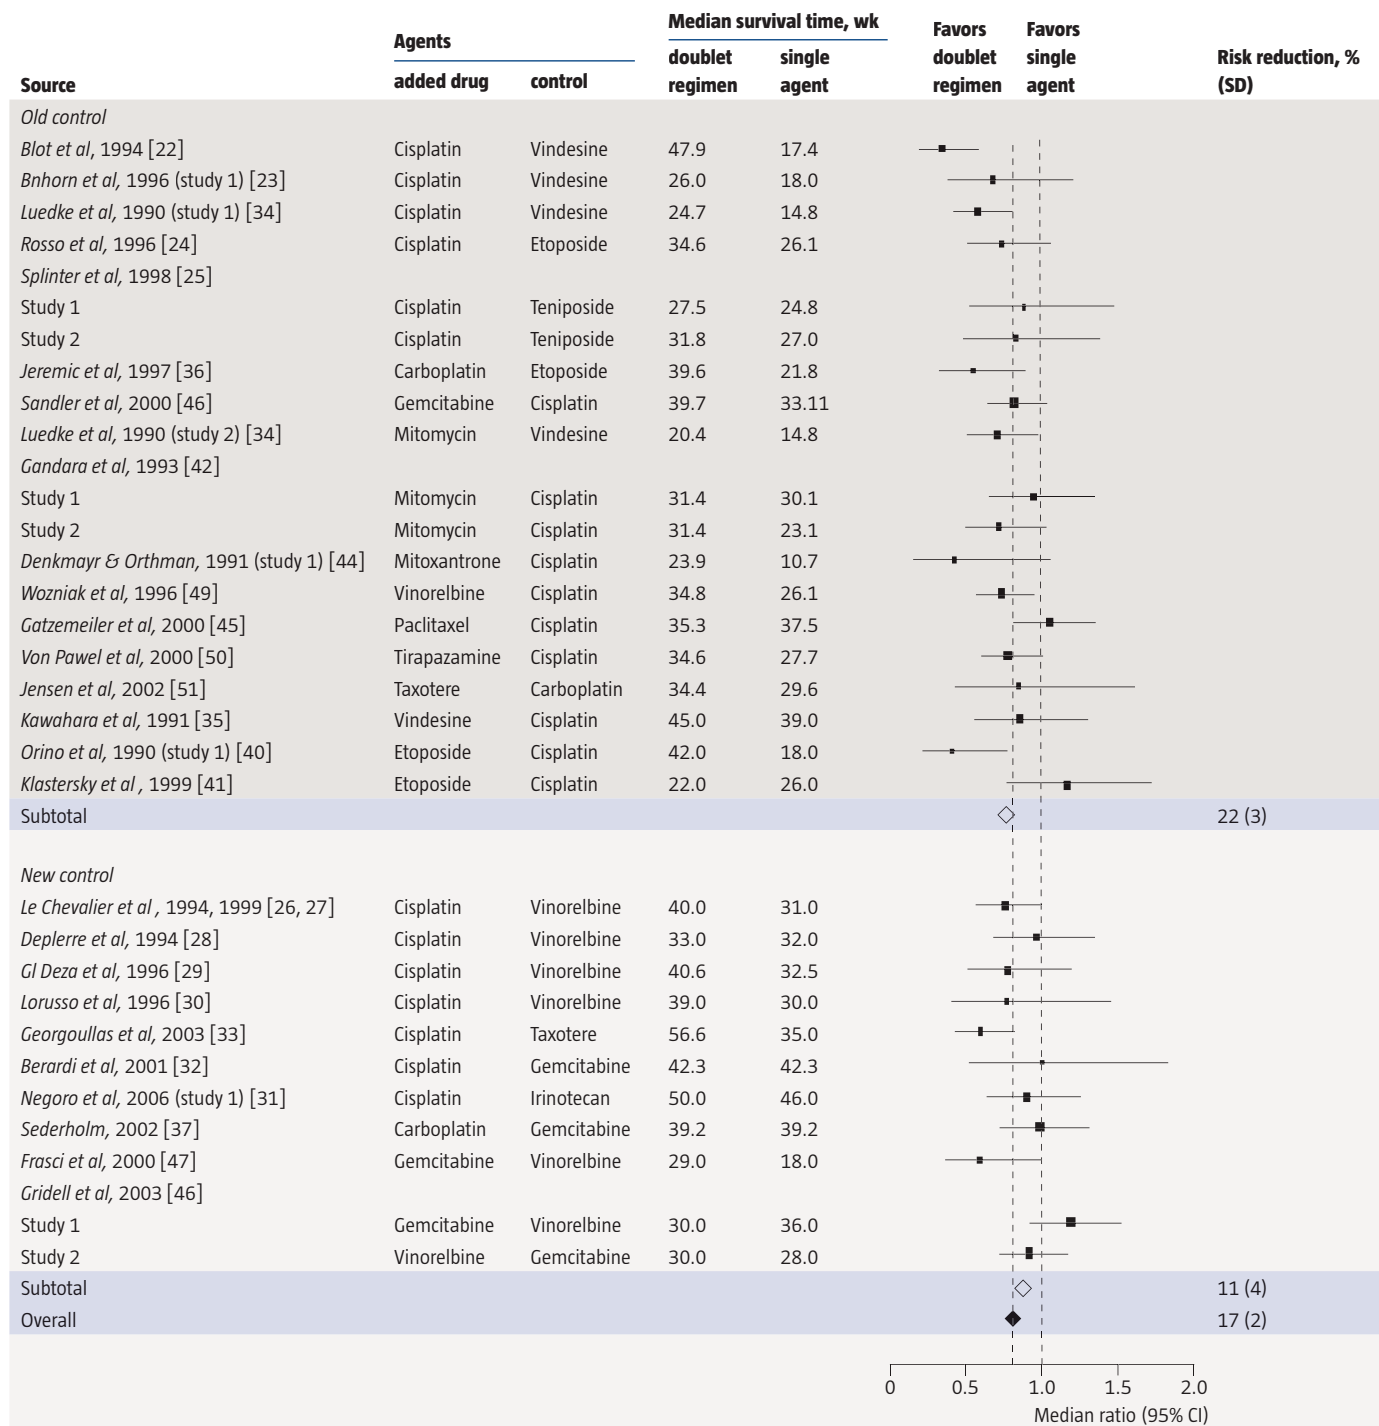 Source Agents Median survival time, wk Favors Favors Risk reduction, %
added drug control doublet single doublet single (SD)
regimen agent regimen agent
Old control
Blot et al, 1994 [22] Cisplatin Vindesine 47.9 17.4
Bnhorn et al, 1996 (study 1) [23] Cisplatin Vindesine 26.0 18.0
Luedke et al, 1990 (study 1) [34] Cisplatin Vindesine 24.7 14.8
Rosso et al, 1996 [24] Cisplatin Etoposide 34.6 26.1
Splinter et al, 1998 [25]
Study 1 Cisplatin Teniposide 27.5 24.8
Study 2 Cisplatin Teniposide 31.8 27.0
Jeremic et al, 1997 [36] Carboplatin Etoposide 39.6 21.8
Sandler et al, 2000 [46] Gemcitabine Cisplatin 39.7 33.11
Luedke et al, 1990 (study 2) [34] Mitomycin Vindesine 20.4 14.8
Gandara et al, 1993 [42]
Study 1 Mitomycin Cisplatin 31.4 30.1
Study 2 Mitomycin Cisplatin 31.4 23.1
Denkmayr & Orthman, 1991 (study 1) [44] Mitoxantrone Cisplatin 23.9 10.7
Wozniak et al, 1996 [49] Vinorelbine Cisplatin 34.8 26.1
Gatzemeiler et al, 2000 [45] Paclitaxel Cisplatin 35.3 37.5
Von Pawel et al, 2000 [50] Tirapazamine Cisplatin 34.6 27.7
Jensen et al, 2002 [51] Taxotere Carboplatin 34.4 29.6
Kawahara et al, 1991 [35] Vindesine Cisplatin 45.0 39.0
Orino et al, 1990 (study 1) [40] Etoposide Cisplatin 42.0 18.0
Klastersky et al , 1999 [41] Etoposide Cisplatin 22.0 26.0
Subtotal 22 (3)
New control
Le Chevalier et al , 1994, 1999 [26, 27] Cisplatin Vinorelbine 40.0 31.0
Deplerre et al, 1994 [28] Cisplatin Vinorelbine 33.0 32.0
Gl Deza et al, 1996 [29] Cisplatin Vinorelbine 40.6 32.5
Lorusso et al, 1996 [30] Cisplatin Vinorelbine 39.0 30.0
Georgoullas et al, 2003 [33] Cisplatin Taxotere 56.6 35.0
Berardi et al, 2001 [32] Cisplatin Gemcitabine 42.3 42.3
Negoro et al, 2006 (study 1) [31] Cisplatin Irinotecan 50.0 46.0
Sederholm, 2002 [37] Carboplatin Gemcitabine 39.2 39.2
Frasci et al, 2000 [47] Gemcitabine Vinorelbine 29.0 18.0
Gridell et al, 2003 [46]
Study 1 Gemcitabine Vinorelbine 30.0 36.0
Study 2 Vinorelbine Gemcitabine 30.0 28.0
Subtotal 11 (4)
Overall 17 (2)
0 0.5 1.0 1.5 2.0
Median ratio (95% CI)